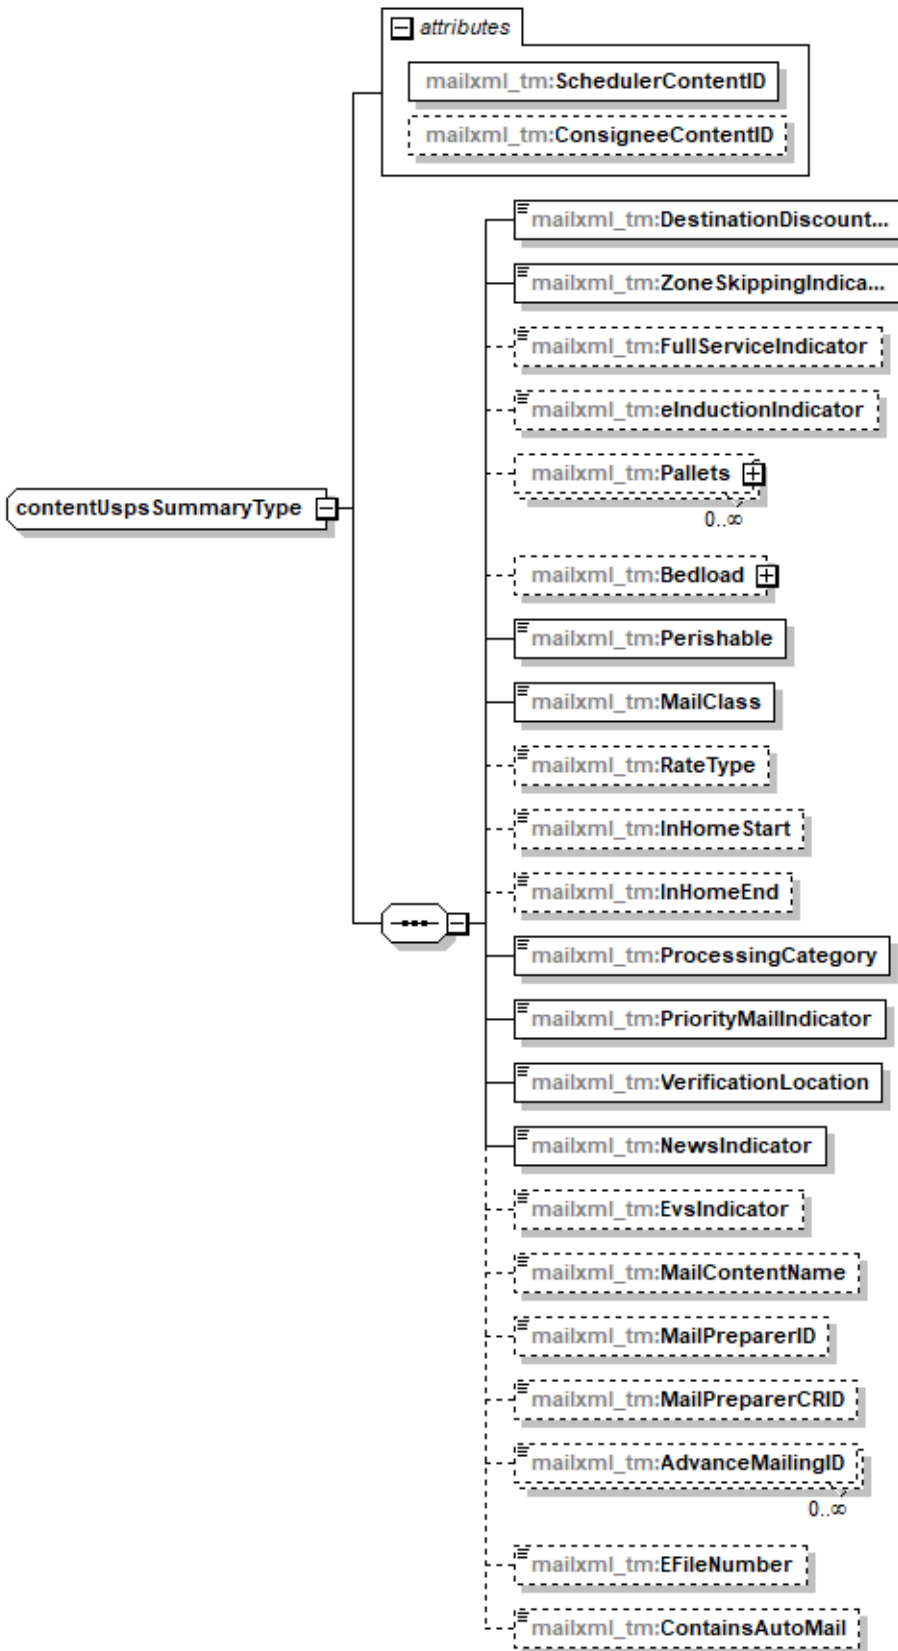 attributes
mailxml_tm:SchedulerContentID
mailxml_tm:ConsigneeContentID
mailxml_tm:DestinationDiscount...
mailxml_tm:ZoneSkippingIndica...
mailxml_tm:FullServiceIndicator
mailxml_tm:eInductionIndicator
mailxml_tm:Pallets
0..∞
contentUspsSummaryType
mailxml_tm:Bedload
mailxml_tm:Perishable
mailxml_tm:MailClass
mailxml_tm:RateType
mailxml_tm:InHomeStart
mailxml_tm:InHomeEnd
mailxml_tm:ProcessingCategory
mailxml_tm:PriorityMailIndicator
mailxml_tm:VerificationLocation
mailxml_tm:NewsIndicator
mailxml_tm:EvsIndicator
mailxml_tm:MailContentName
mailxml_tm:MailPreparerID
mailxml_tm:MailPreparerCRID
mailxml_tm:AdvanceMailingID
0..∞
mailxml_tm:EFileNumber
mailxml_tm:ContainsAutoMail